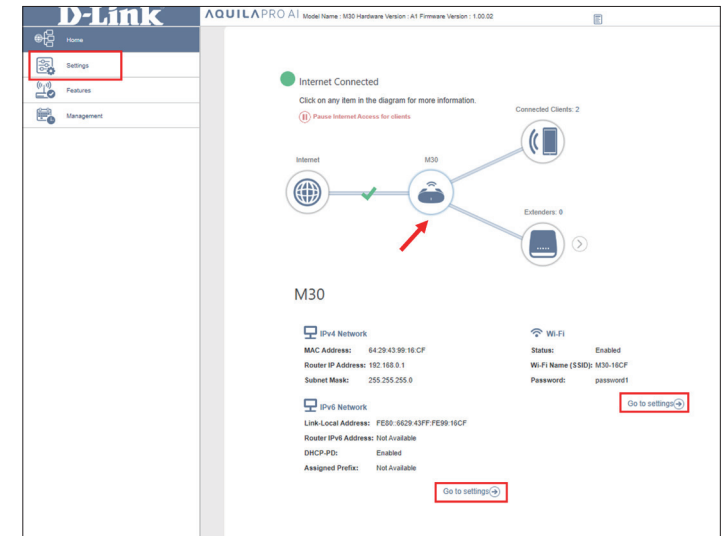 D-Link
AQUILA PRO AI Model Name : M30 Hardware Version : A1 Firmware Version : 1.00.02
Home
Settings
Features
Management
Internet Connected
Click on any item in the diagram for more information.
Pause Internet Access for clients
Connected Clients: 2
Internet
M30
Extenders: 0
M30
IPv4 Network
MAC Address: 64:29:43:99:16:CF
Router IP Address: 192.168.0.1
Subnet Mask: 255.255.255.0
Wi-Fi
Status: Enabled
Wi-Fi Name (SSID): M30-16CF
Password: password1
Go to settings
IPv6 Network
Link-Local Address: FE80::6629:43FF:FE99:16CF
Router IPv6 Address: Not Available
DHCP-PD: Enabled
Assigned Prefix: Not Available
Go to settings